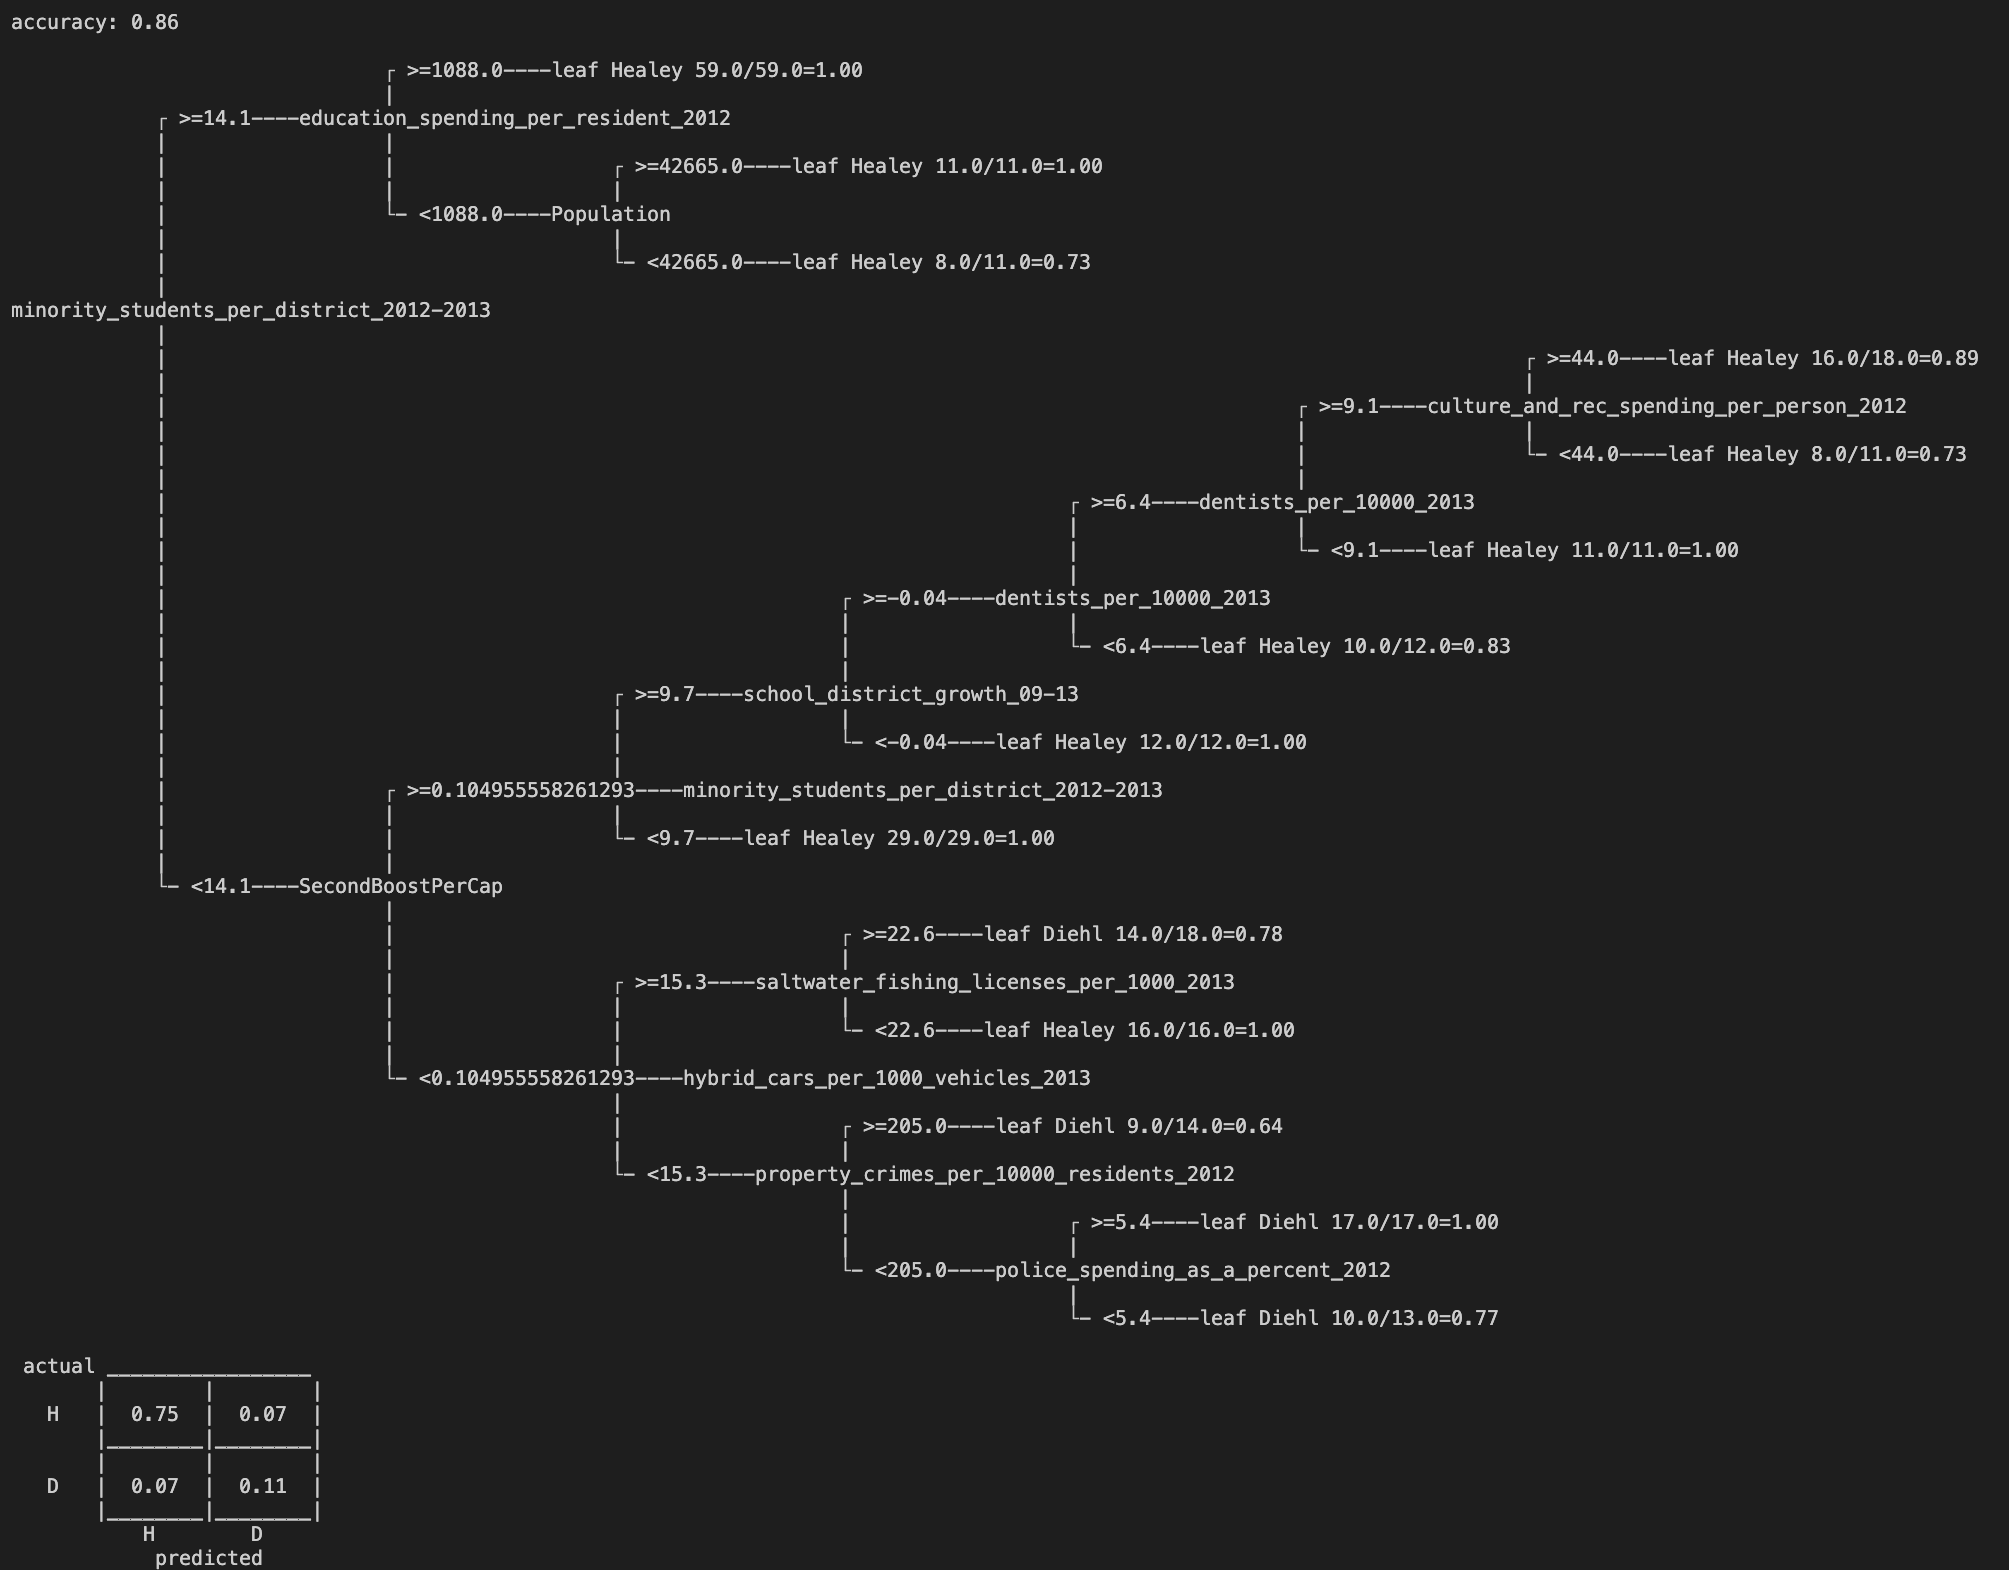 accuracy: 0.86
┌ >=1088.0----leaf Healey 59.0/59.0=1.00
┌ >=14.1----education_spending_per_resident_2012
┌ >=42665.0----leaf Healey 11.0/11.0=1.00
└- <1088.0----Population
└- <42665.0----leaf Healey 8.0/11.0=0.73
minority_students_per_district_2012-2013
┌ >=44.0----leaf Healey 16.0/18.0=0.89
┌ >=9.1----culture_and_rec_spending_per_person_2012
└- <44.0----leaf Healey 8.0/11.0=0.73
┌ >=6.4----dentists_per_10000_2013
└- <9.1----leaf Healey 11.0/11.0=1.00
┌ >=-0.04----dentists_per_10000_2013
└- <6.4----leaf Healey 10.0/12.0=0.83
┌ >=9.7----school_district_growth_09-13
└- <-0.04----leaf Healey 12.0/12.0=1.00
┌ >=0.104955558261293----minority_students_per_district_2012-2013
└- <9.7----leaf Healey 29.0/29.0=1.00
└- <14.1----SecondBoostPerCap
┌ >=22.6----leaf Diehl 14.0/18.0=0.78
┌ >=15.3----saltwater_fishing_licenses_per_1000_2013
└- <22.6----leaf Healey 16.0/16.0=1.00
└- <0.104955558261293----hybrid_cars_per_1000_vehicles_2013
┌ >=205.0----leaf Diehl 9.0/14.0=0.64
└- <15.3----property_crimes_per_10000_residents_2012
┌ >=5.4----leaf Diehl 17.0/17.0=1.00
└- <205.0----police_spending_as_a_percent_2012
└- <5.4----leaf Diehl 10.0/13.0=0.77
actual
H | 0.75 | 0.07 |
D | 0.07 | 0.11 |
H D
predicted